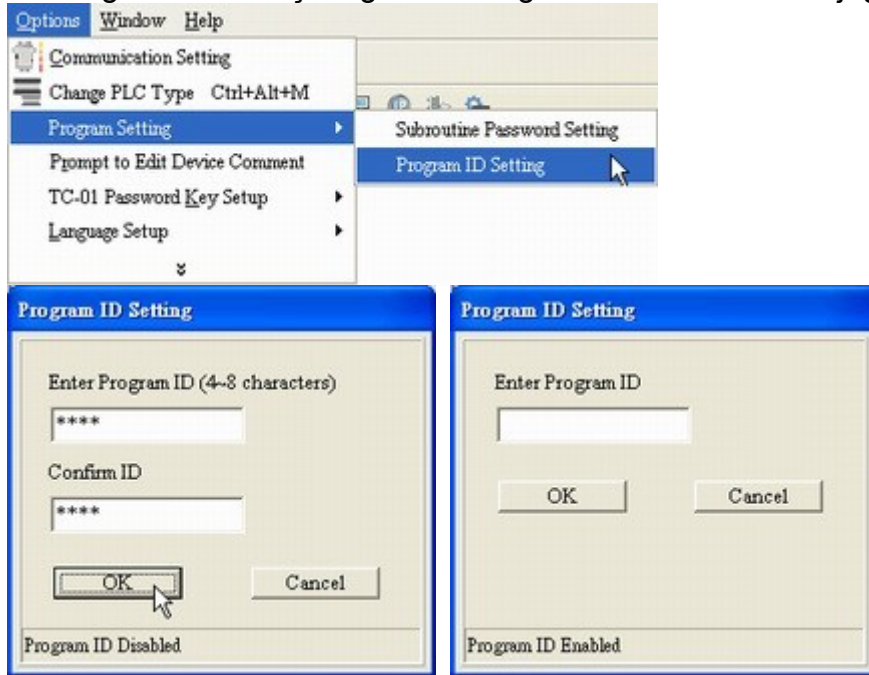 Options Window Help
Communication Setting
Change PLC Type Ctrl+Alt+M
Program Setting
Subroutine Password Setting
Program ID Setting
Prompt to Edit Device Comment
TC-01 Password Key Setup
Language Setup
Program ID Setting
Enter Program ID (4~8 characters)
****
Confirm ID
****
OK Cancel
Program ID Disabled
Program ID Setting
Enter Program ID
OK Cancel
Program ID Enabled